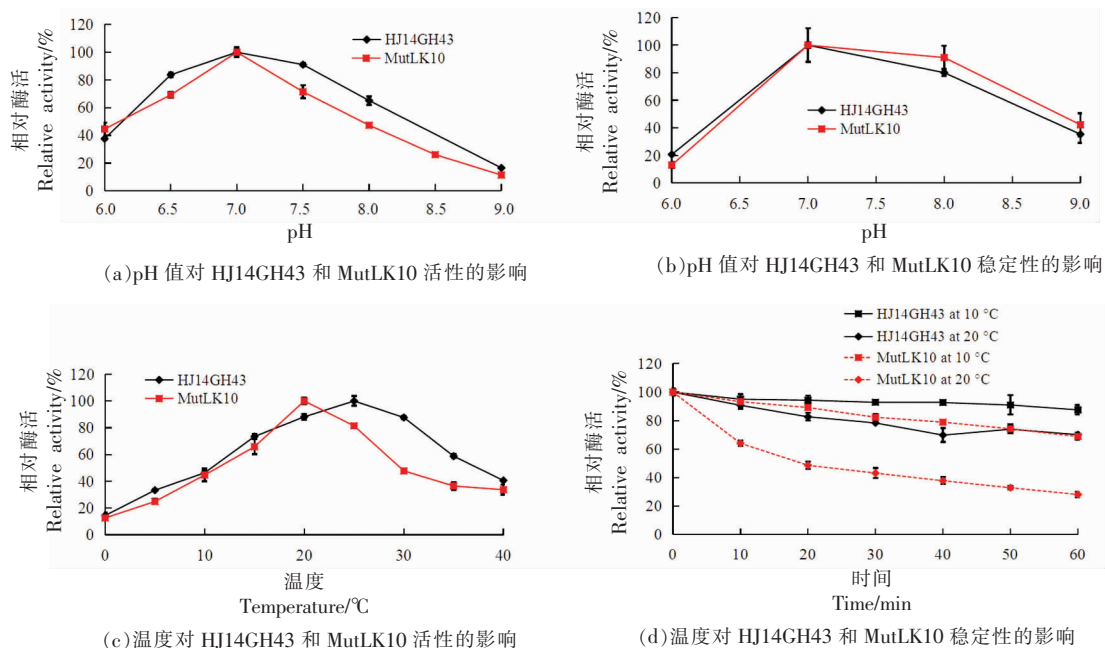 120
100
80
60
40
20
0
相对酶活
Relative activity/%
HJ14GH43
MutLK10
6.0 6.5 7.0 7.5 8.0 8.5 9.0
pH
(a)pH 值对 HJ14GH43 和 MutLK10 活性的影响
120
100
80
60
40
20
0
相对酶活
Relative activity/%
HJ14GH43
MutLK10
6.0 6.5 7.0 7.5 8.0 8.5 9.0
pH
(b)pH 值对 HJ14GH43 和 MutLK10 稳定性的影响
120
100
80
60
40
20
0
相对酶活
Relative activity/%
HJ14GH43
MutLK10
0 10 20 30 40
温度
Temperature/℃
(c)温度对 HJ14GH43 和 MutLK10 活性的影响
HJ14GH43 at 10 °C
HJ14GH43 at 20 °C
MutLK10 at 10 °C
MutLK10 at 20 °C
120
100
80
60
40
20
0
相对酶活
Relative activity/%
0 10 20 30 40 50 60
时间
Time/min
(d)温度对 HJ14GH43 和 MutLK10 稳定性的影响